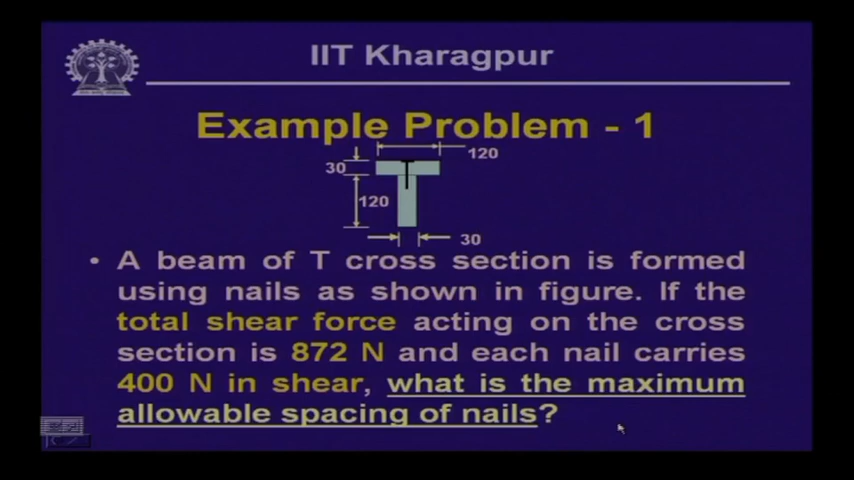 IIT Kharagpur
Example Problem - 1
120
30
120
30
• A beam of T cross section is formed
using nails as shown in figure. If the
total shear force acting on the cross
section is 872 N and each nail carries
400 N in shear, what is the maximum
allowable spacing of nails?